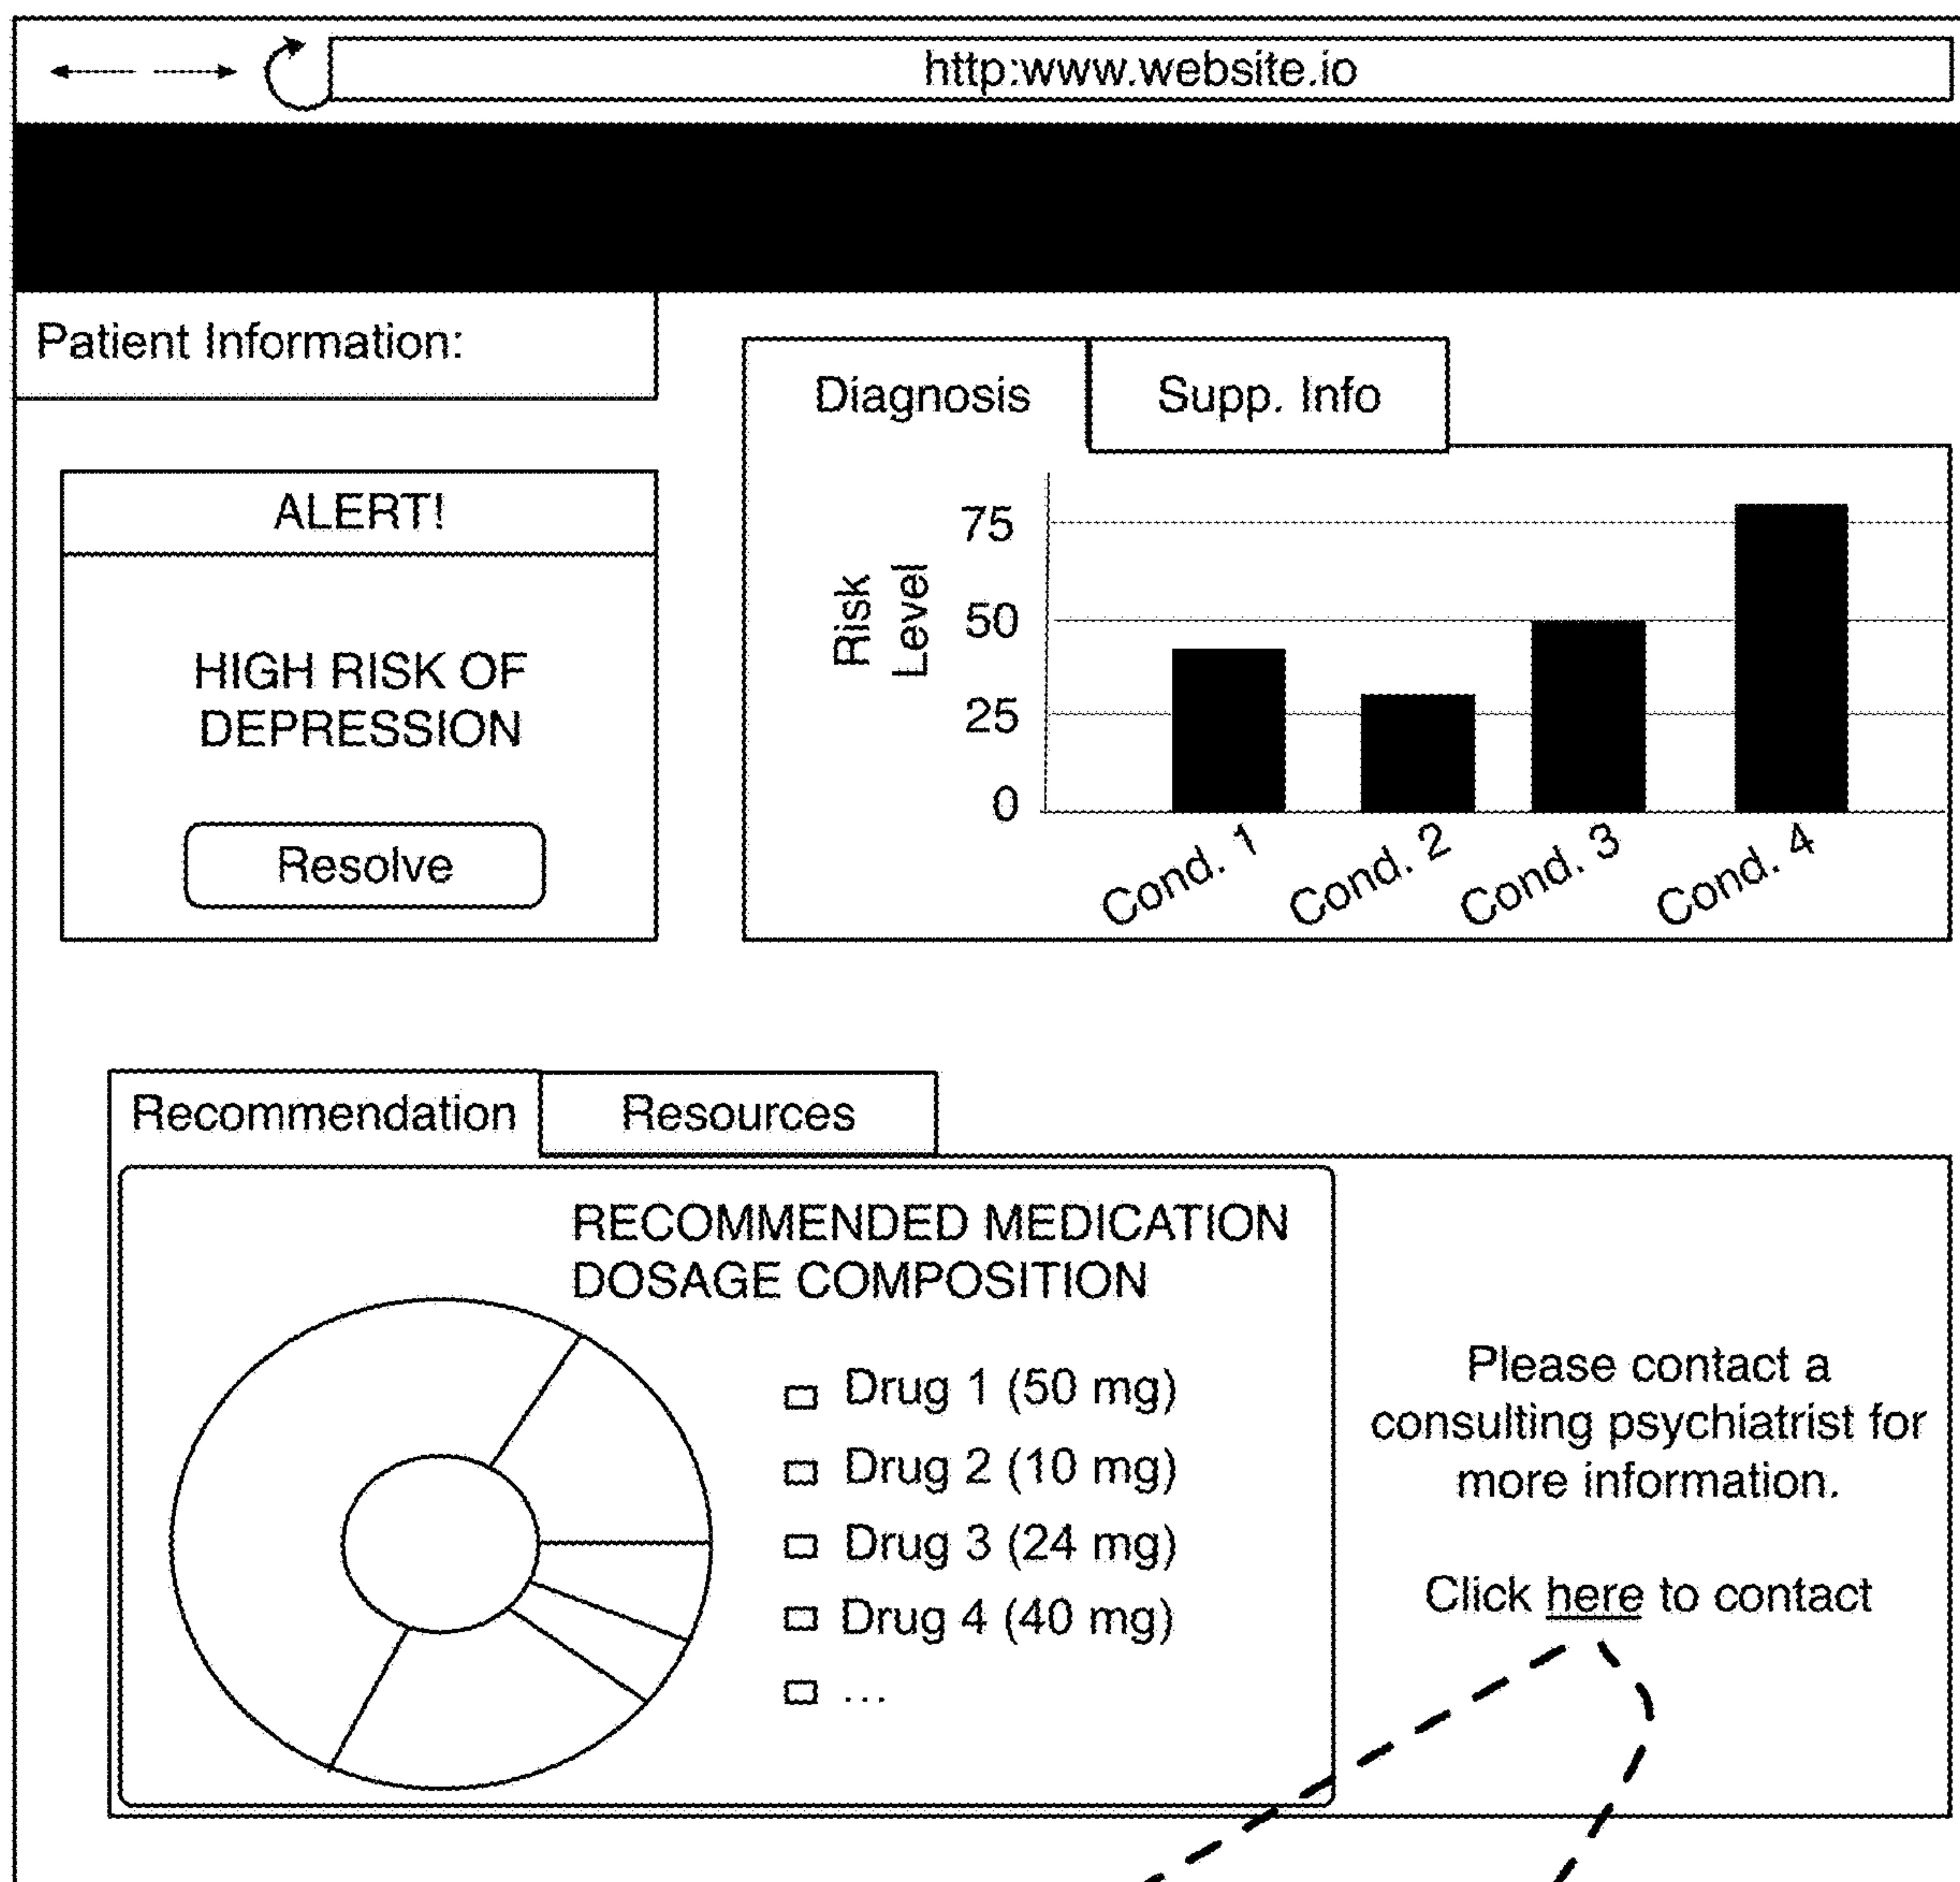 http:www.website.io
Patient Information:
ALERT!
HIGH RISK OF
DEPRESSION
Resolve
Diagnosis
Supp. Info
Risk
Level
75
50
25
0
Cond. 1
Cond. 2
Cond. 3
Cond. 4
Recommendation
Resources
RECOMMENDED MEDICATION
DOSAGE COMPOSITION
Drug 1 (50 mg)
Drug 2 (10 mg)
Drug 3 (24 mg)
Drug 4 (40 mg)
...
Please contact a
consulting psychiatrist for
more information.
Click here to contact